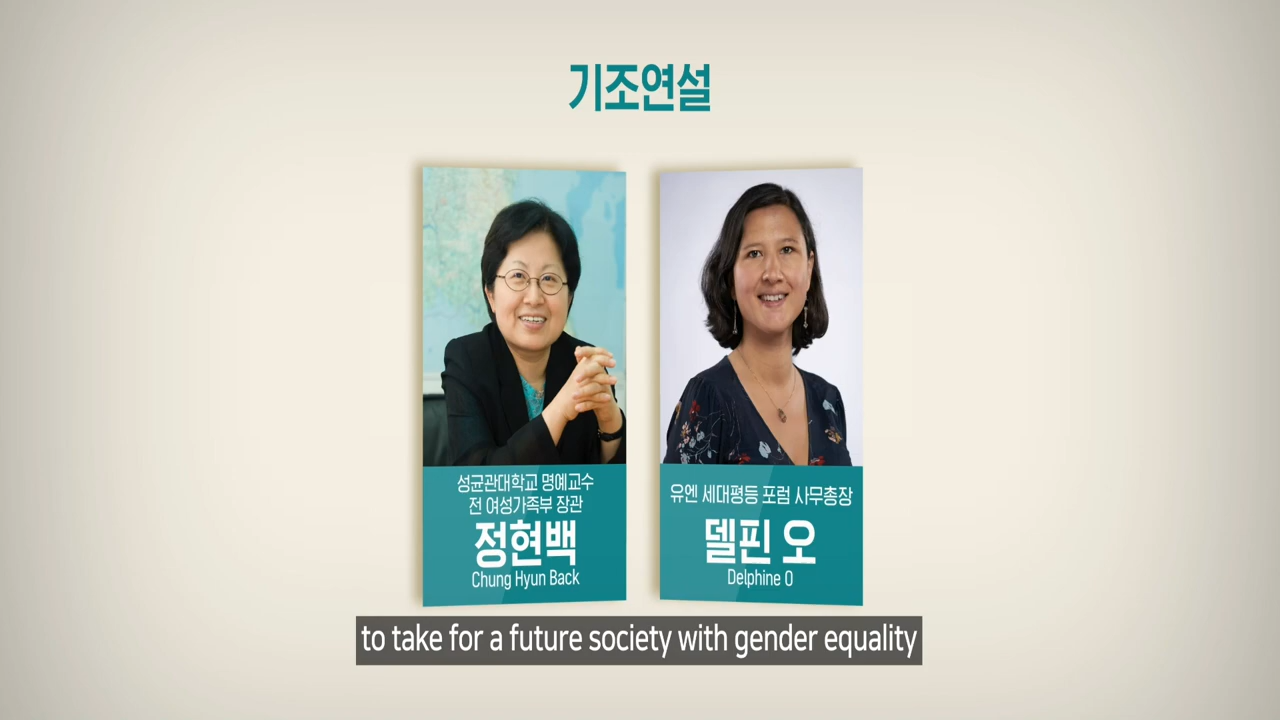 기조연설
성균관대학교 명예교수
전 여성가족부 장관
정현백
Chung Hyun Back
유엔 세대평등 포럼 사무총장
델핀 오
Delphine O
to take for a future society with gender equality